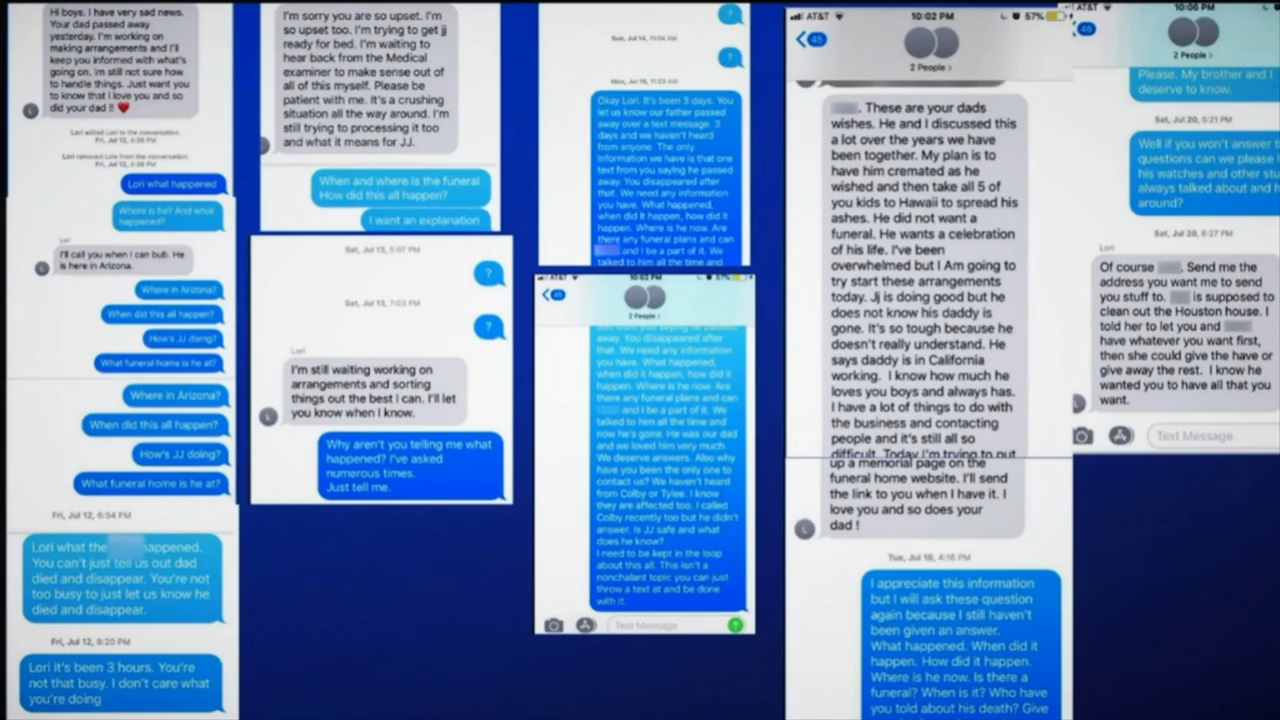 Hi boys. I have very sad news.
Your dad passed away
yesterday. I'm working on
making arrangements and I'll
keep you informed with what's
going on. im still not sure how
to handle things. Just want you
to know that I love you and so
did your dad !! ❤
L
Lori added Lori to the conversation.
Fri, Jul 12, 4:36 PM
Lori removed Lori from the conversation.
Fri, Jul 12, 4:36 PM
Lori what happened
Where is he? And what
happened?
Lori
I'll call you when I can bub. He
is here in Arizona.
L
Where in Arizona?
When did this all happen?
How's JJ doing?
What funeral home is he at?
Where in Arizona?
When did this all happen?
How's JJ doing?
What funeral home is he at?
Fri, Jul 12, 6:54 PM
Lori what the happened.
You can't just tell us out dad
died and disappear. You're not
too busy to just let us know he
died and disappear.
Fri, Jul 12, 8:20 PM
Lori it's been 3 hours. You're
not that busy. I don't care what
you're doing
I'm sorry you are so upset. I'm
so upset too. I'm trying to get jj
ready for bed. I'm waiting to
hear back from the Medical
examiner to make sense out of
all of this myself. Please be
patient with me. It's a crushing
situation all the way around. I'm
still trying to processing it too
and what it means for JJ.
When and where is the funeral
How did this all happen?
I want an explanation
Sat, Jul 13, 5:07 PM
?
Sat, Jul 13, 7:03 PM
?
Lori
I'm still waiting working on
arrangements and sorting
things out the best I can. I'll let
you know when I know.
L
Why aren't you telling me what
happened? I've asked
numerous times.
Just tell me.
?
Sun, Jul 14, 11:04 AM
?
Mon, Jul 15, 11:53 AM
Okay Lori. It's been 3 days. You
let us know our father passed
away over a text message. 3
days and we haven't heard
from anyone. The only
information we have is that one
text from you saying he passed
away. You disappeared after
that. We need any information
you have. What happened,
when did it happen, how did it
happen. Where is he now. Are
there any funeral plans and can
and I be a part of it. We
talked to him all the time and
AT&T 10:02 PM 57%
45
2 People >
text from you saying he passed
away. You disappeared after
that. We need any information
you have. What happened,
when did it happen, how did it
happen. Where is he now. Are
there any funeral plans and can
and I be a part of it. We
talked to him all the time and
now he's gone. He was our dad
and we loved him very much.
We deserve answers. Also why
have you been the only one to
contact us? We haven't heard
from Colby or Tylee. I know
they are affected too. I called
Colby recently too but he didn't
answer. Is JJ safe and what
does he know?
I need to be kept in the loop
about this all. This isn't a
nonchalant topic you can just
throw a text at and be done
with it.
Text Message
AT&T 10:02 PM 57%
45
2 People >
. These are your dads
wishes. He and I discussed this
a lot over the years we have
been together. My plan is to
have him cremated as he
wished and then take all 5 of
you kids to Hawaii to spread his
ashes. He did not want a
funeral. He wants a celebration
of his life. I've been
overwhelmed but I Am going to
try start these arrangements
today. Jj is doing good but he
does not know his daddy is
gone. It's so tough because he
doesn't really understand. He
says daddy is in California
working. I know how much he
loves you boys and always has.
I have a lot of things to do with
the business and contacting
people and it's still all so
difficult. Today I'm trying to put
up a memorial page on the
funeral home website. I'll send
the link to you when I have it. I
love you and so does your
dad !
L
Tue, Jul 16, 4:16 PM
I appreciate this information
but I will ask these question
again because I still haven't
been given an answer.
What happened. When did it
happen. How did it happen.
Where is he now. Is there a
funeral? When is it? Who have
you told about his death? Give
AT&T 10:06 PM
45
2 People >
Please. My brother and I
deserve to know.
Sat, Jul 20, 5:21 PM
Well if you won't answer
questions can we please
his watches and other
always talked about and
around?
Sat, Jul 20, 6:27 PM
Lori
Of course . Send me the
address you want me to send
you stuff to. is supposed to
clean out the Houston house. I
told her to let you and
have whatever you want first,
then she could give the have or
give away the rest. I know he
wanted you to have all that you
want.
L
Text Message